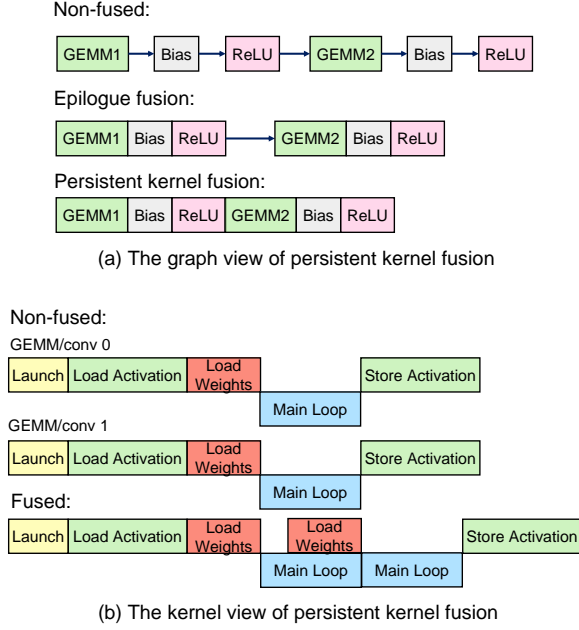 Non-fused:
GEMM1 Bias ReLU GEMM2 Bias ReLU
Epilogue fusion:
GEMM1 Bias ReLU GEMM2 Bias ReLU
Persistent kernel fusion:
GEMM1 Bias ReLU GEMM2 Bias ReLU
(a) The graph view of persistent kernel fusion
Non-fused:
GEMM/conv 0
Launch Load Activation Load Weights Store Activation
Main Loop
GEMM/conv 1
Launch Load Activation Load Weights Store Activation
Main Loop
Fused:
Launch Load Activation Load Weights Load Weights Store Activation
Main Loop Main Loop
(b) The kernel view of persistent kernel fusion